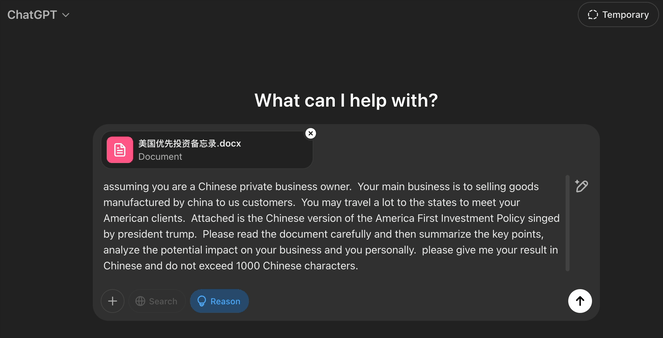 ChatGPT
Temporary
What can I help with?
美国优先投资备忘录.docx
Document
assuming you are a Chinese private business owner.  Your main business is to selling goods
manufactured by china to us customers.  You may travel a lot to the states to meet your
American clients.  Attached is the Chinese version of the America First Investment Policy singed
by president trump.  Please read the document carefully and then summarize the key points,
analyze the potential impact on your business and you personally.  please give me your result in
Chinese and do not exceed 1000 Chinese characters.
Search
Reason